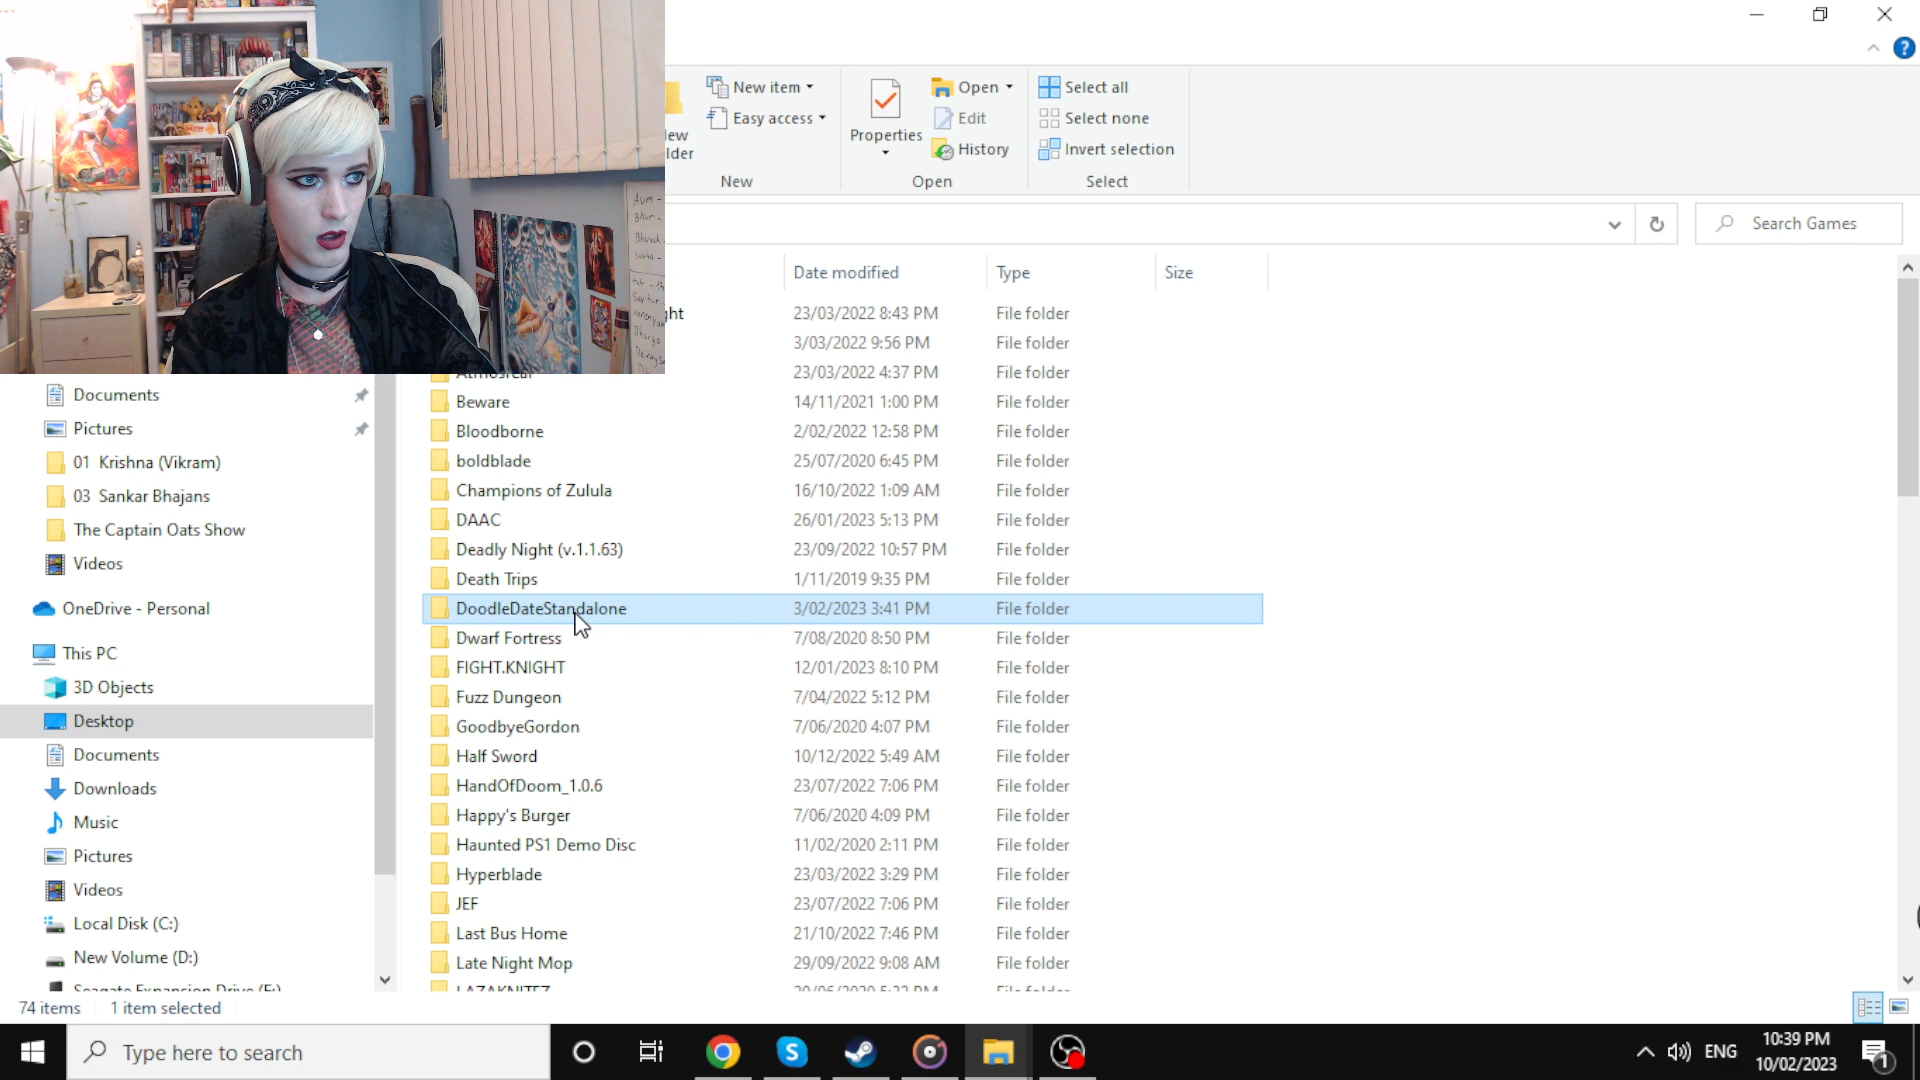 New item
Open
Select all
Easy access
Edit
Select none
Properties
History
Invert selection
New
Open
Select
Search Games
Date modified
Type
Size
23/03/2022 8:43 PM File folder
3/03/2022 9:56 PM File folder
23/03/2022 4:37 PM File folder
Beware 14/11/2021 1:00 PM File folder
Bloodborne 2/02/2022 12:58 PM File folder
boldblade 25/07/2020 6:45 PM File folder
Champions of Zulula 16/10/2022 1:09 AM File folder
DAAC 26/01/2023 5:13 PM File folder
Deadly Night (v.1.1.63) 23/09/2022 10:57 PM File folder
Death Trips 1/11/2019 9:35 PM File folder
DoodleDateStandalone 3/02/2023 3:41 PM File folder
Dwarf Fortress 7/08/2020 8:50 PM File folder
FIGHT.KNIGHT 12/01/2023 8:10 PM File folder
Fuzz Dungeon 7/04/2022 5:12 PM File folder
GoodbyeGordon 7/06/2020 4:07 PM File folder
Half Sword 10/12/2022 5:49 AM File folder
HandOfDoom_1.0.6 23/07/2022 7:06 PM File folder
Happy's Burger 7/06/2020 4:09 PM File folder
Haunted PS1 Demo Disc 11/02/2020 2:11 PM File folder
Hyperblade 23/03/2022 3:29 PM File folder
JEF 23/07/2022 7:06 PM File folder
Last Bus Home 21/10/2022 7:46 PM File folder
Late Night Mop 29/09/2022 9:08 AM File folder
Documents
Pictures
01 Krishna (Vikram)
03 Sankar Bhajans
The Captain Oats Show
Videos
OneDrive - Personal
This PC
3D Objects
Desktop
Documents
Downloads
Music
Pictures
Videos
Local Disk (C:)
New Volume (D:)
74 items 1 item selected
Type here to search
ENG
10:39 PM
10/02/2023
1